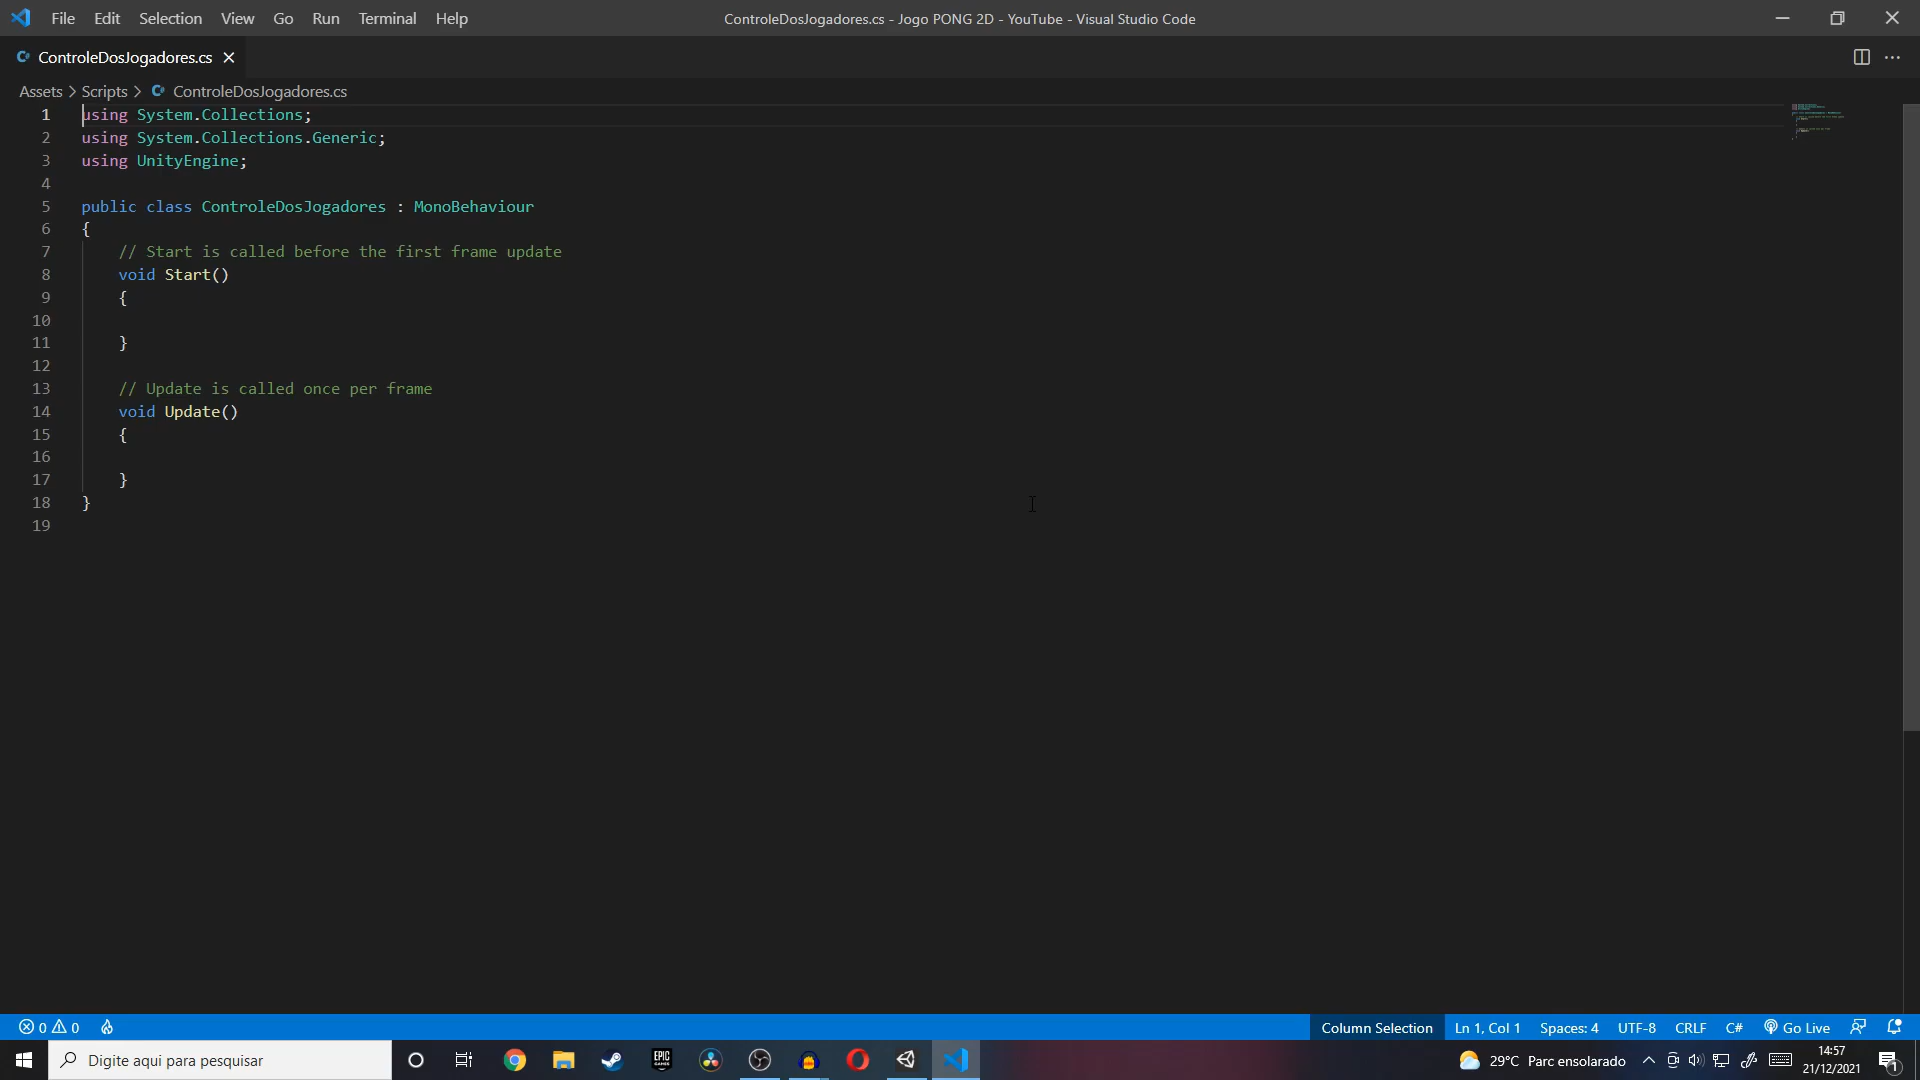 File Edit Selection View Go Run Terminal Help
ControleDosJogadores.cs - Jogo PONG 2D - YouTube - Visual Studio Code
ControleDosJogadores.cs
Assets > Scripts > ControleDosJogadores.cs
1 using System.Collections;
2 using System.Collections.Generic;
3 using UnityEngine;
4
5 public class ControleDosJogadores : MonoBehaviour
6 {
7 // Start is called before the first frame update
8 void Start()
9 {
10
11 }
12
13 // Update is called once per frame
14 void Update()
15 {
16
17 }
18 }
19
0 0 Column Selection Ln 1, Col 1 Spaces: 4 UTF-8 CRLF C# Go Live
Digite aqui para pesquisar
EPIC GAMES
29°C Parc ensolarado
14:57
21/12/2021
1